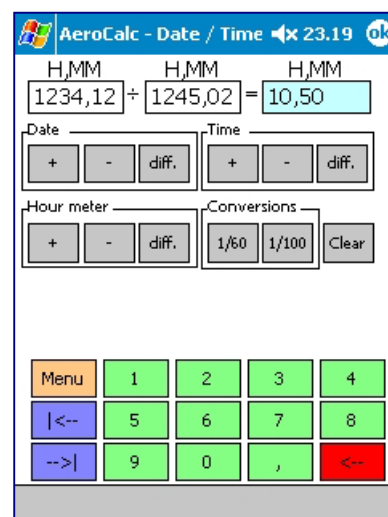 AeroCalc - Date / Time 23.19 ok
H,MM H,MM H,MM
1234,12 ÷ 1245,02 = 10,50
Date Time
+ - diff. + - diff.
Hour meter Conversions
+ - diff. 1/60 1/100 Clear
Menu 1 2 3 4
|<-- 5 6 7 8
-->| 9 0 , <--